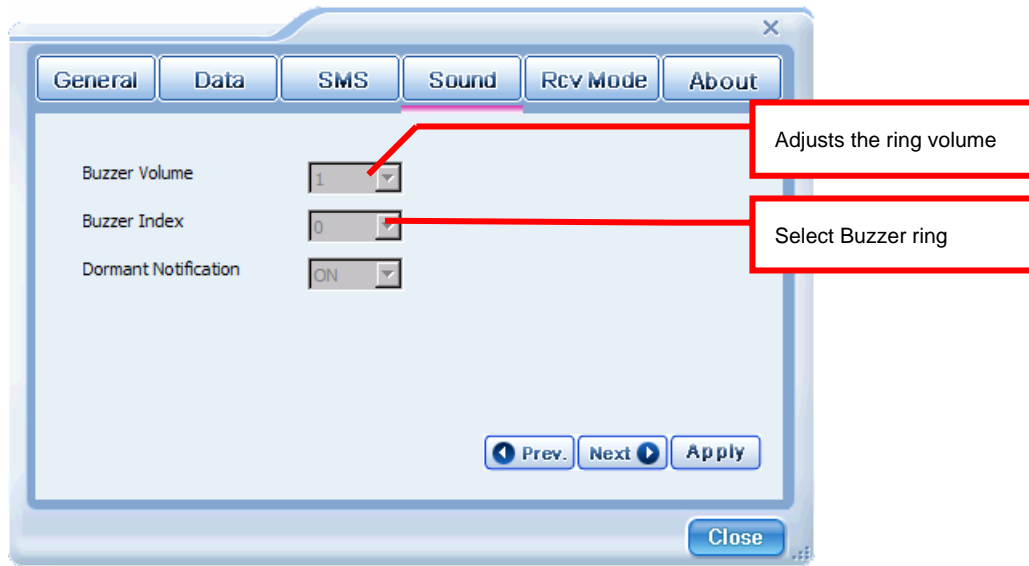 General Data SMS Sound Rcv Mode About
Adjusts the ring volume
Buzzer Volume 1
Buzzer Index 0
Select Buzzer ring
Dormant Notification ON
Prev. Next Apply
Close